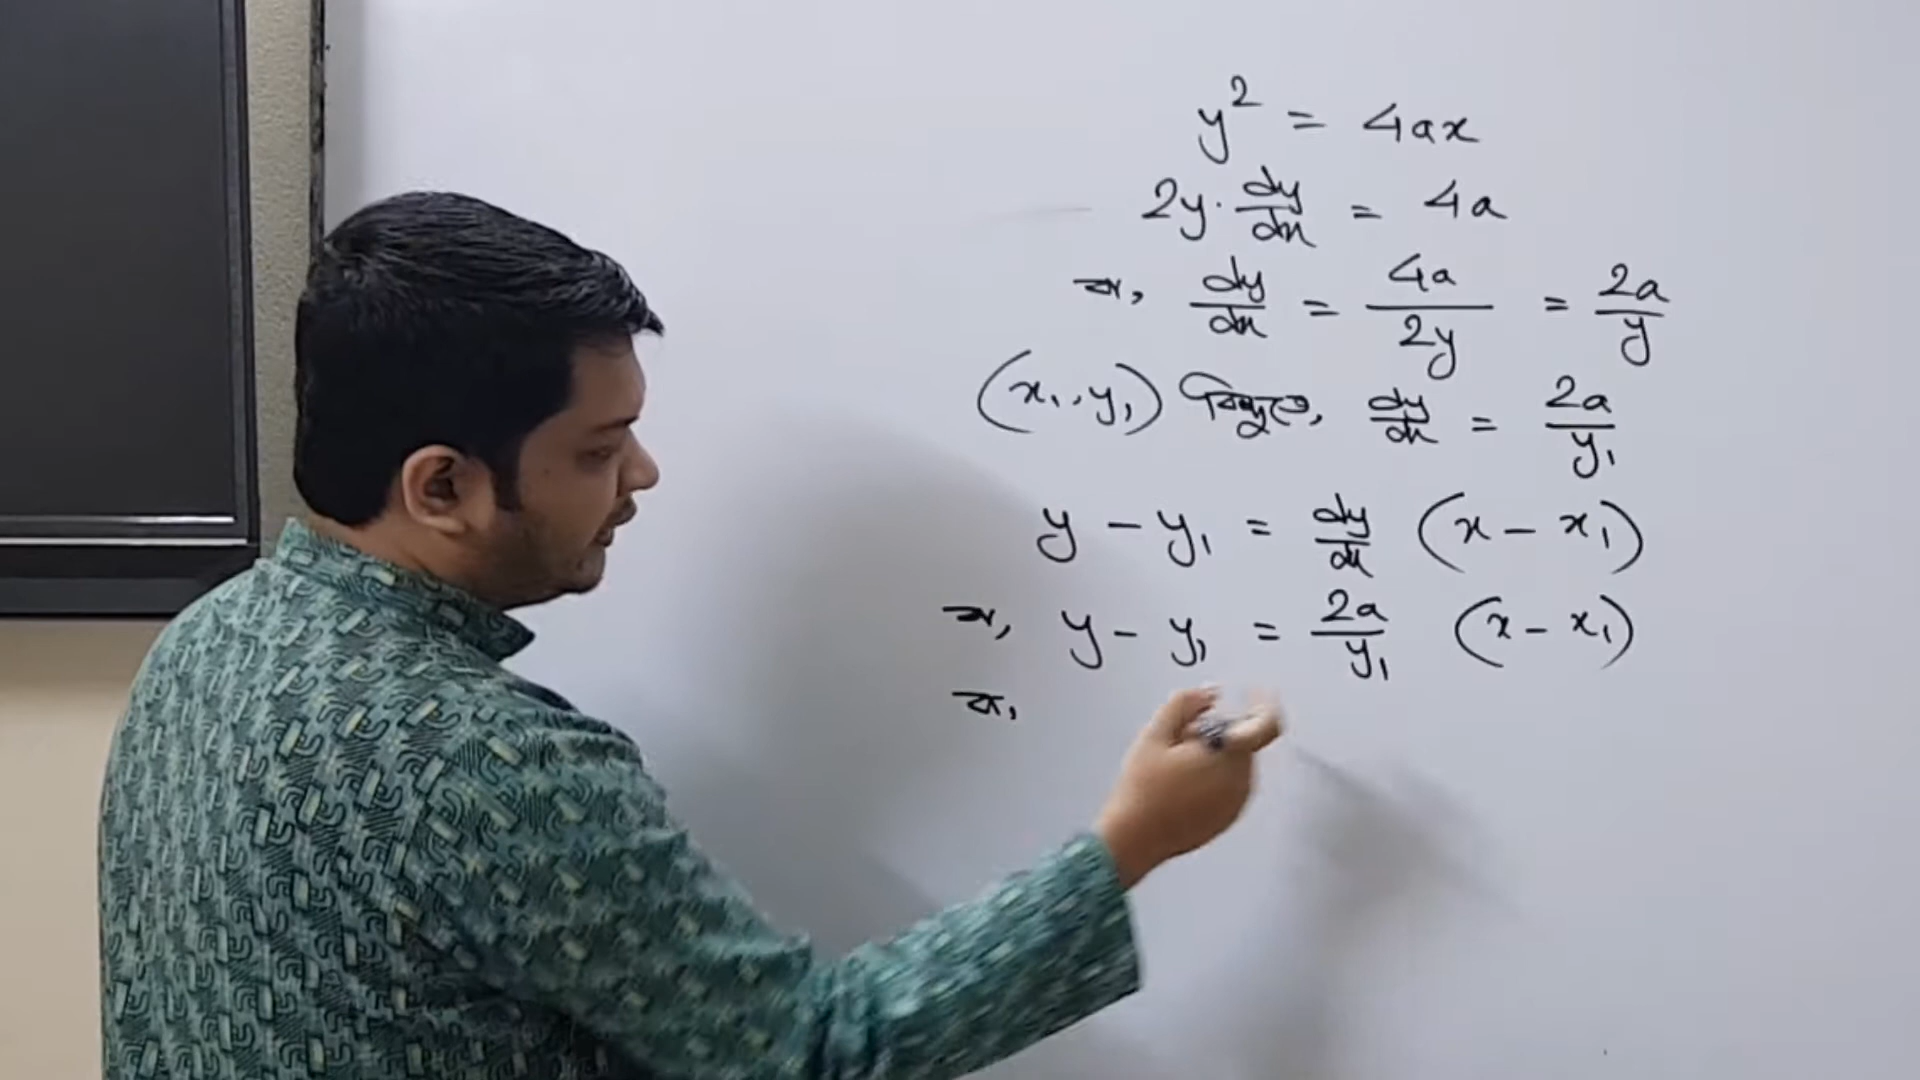 y² = 4ax
2y · dy/dx = 4a
বা, dy/dx = 4a/2y = 2a/y
(x₁, y₁) বিন্দুতে, dy/dx = 2a/y₁
y - y₁ = dy/dx (x - x₁)
বা, y - y₁ = 2a/y₁ (x - x₁)
বা,